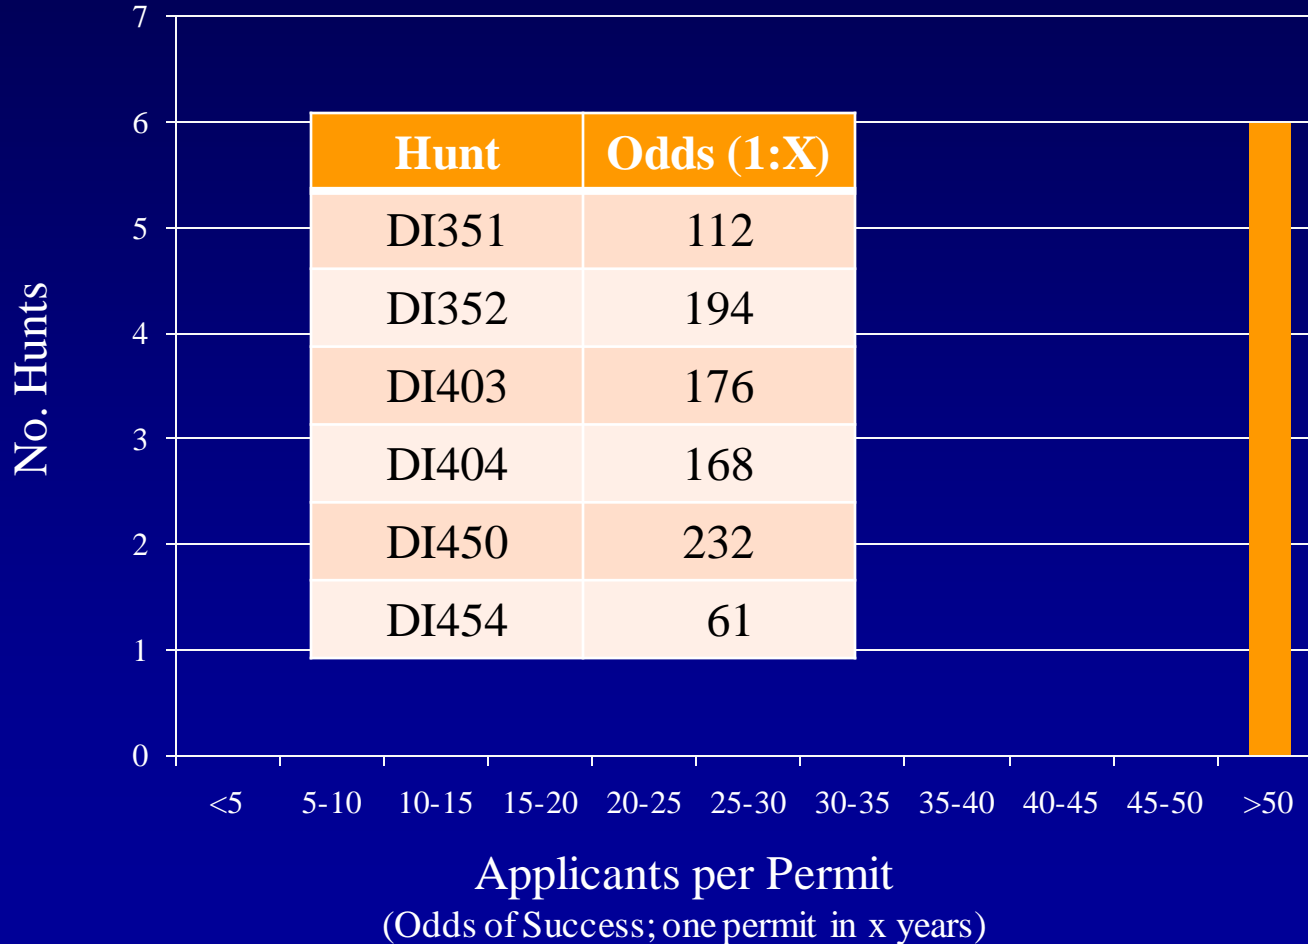 7
6
5
4
3
2
1
0
No. Hunts
Hunt Odds (1:X)
DI351 112
DI352 194
DI403 176
DI404 168
DI450 232
DI454 61
<5 5-10 10-15 15-20 20-25 25-30 30-35 35-40 40-45 45-50 >50
Applicants per Permit
(Odds of Success; one permit in x years)